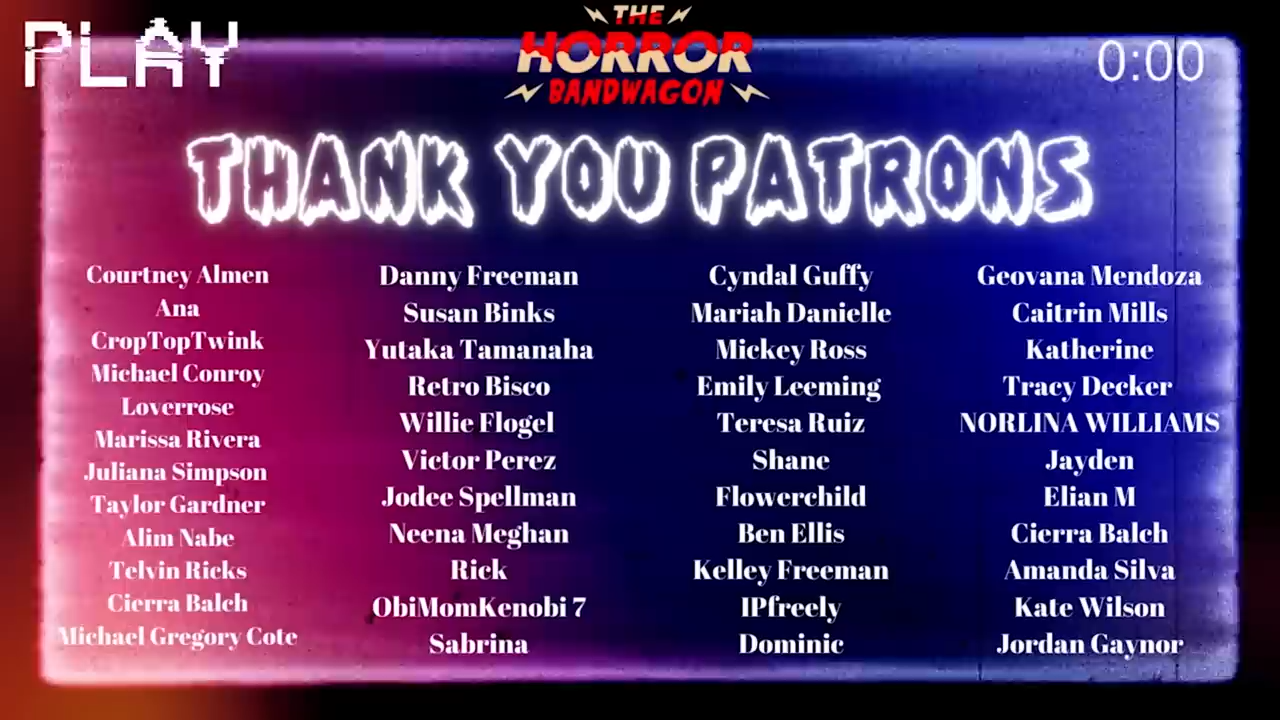 PLAY
THE
HORROR
BANDWAGON
0:00
THANK YOU PATRONS
Courtney Almen
Ana
CropTopTwink
Michael Conroy
Loverrose
Marissa Rivera
Juliana Simpson
Taylor Gardner
Alim Nabe
Telvin Ricks
Cierra Balch
Michael Gregory Cote
Danny Freeman
Susan Binks
Yutaka Tamanaha
Retro Bisco
Willie Flogel
Victor Perez
Jodee Spellman
Neena Meghan
Rick
ObiMomKenobi 7
Sabrina
Cyndal Guffy
Mariah Danielle
Mickey Ross
Emily Leeming
Teresa Ruiz
Shane
Flowerchild
Ben Ellis
Kelley Freeman
IPfreely
Dominic
Geovana Mendoza
Caitrin Mills
Katherine
Tracy Decker
NORLINA WILLIAMS
Jayden
Elian M
Cierra Balch
Amanda Silva
Kate Wilson
Jordan Gaynor